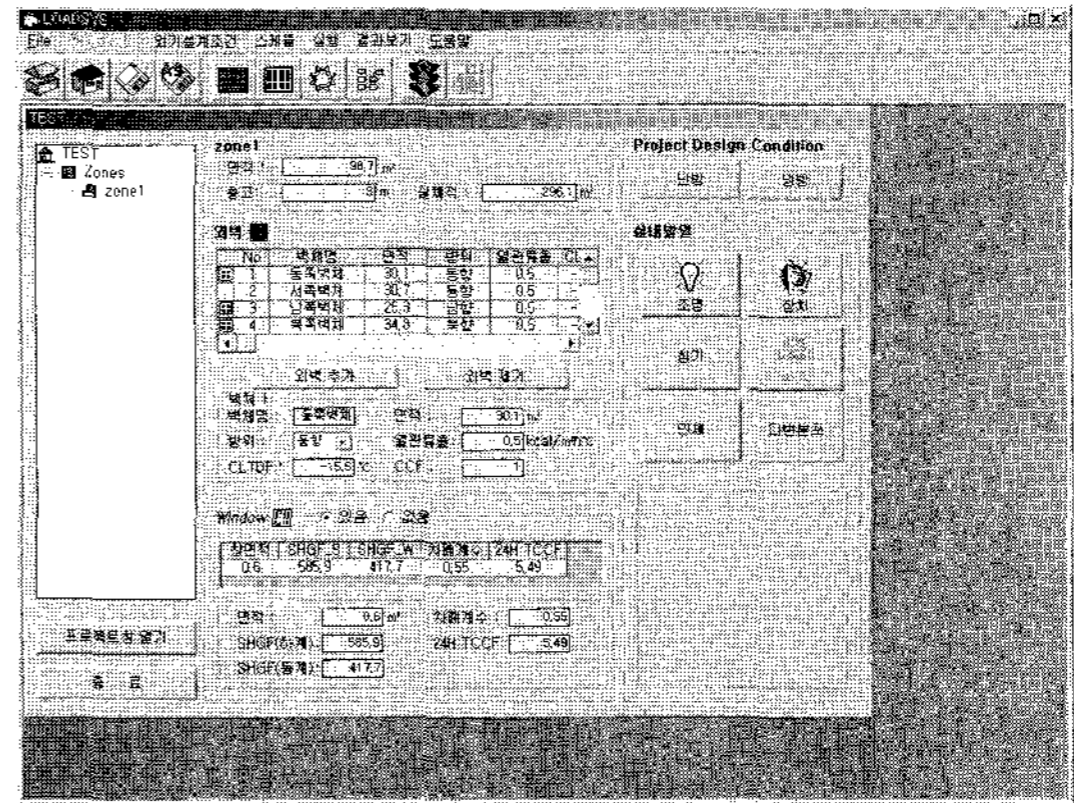 LOADSYS
File 외기설계조건 스케쥴 실행 결과보기 도움말
TEST
TEST
Zones
zone1
zone1
면적 : 98.7 m²
층고 : 3 m 실체적 : 296.1 m³
외벽
No 벽체명 면적 방위 열관류율 CL
1 동쪽벽체 30.1 동향 0.5
2 서쪽벽체 30.7 0.5
3 남쪽벽체 25.3 남향 0.5
4 북쪽벽체 34.3 북향 0.5
외벽 추가 외벽 제거
벽체 1
벽체명 : 동쪽벽체 면적 : 30.1 m²
방위 : 동향 열관류율 : 0.5 kcal/m²h℃
CLTDF : -15.5 ℃ CCF : 1
Window 있음 없음
창면적 SHGF_S SHGF_W 차폐계수 24H TCCF
0.6 585.9 417.7 0.55 5.49
면적 : 0.6 m² 차폐계수 : 0.55
SHGF(하계) : 585.9 24H TCCF : 5.49
SHGF(동계) : 417.7
프로젝트창 열기
종 료
Project Design Condition
난방 냉방
실내발열
조명
침기
인체